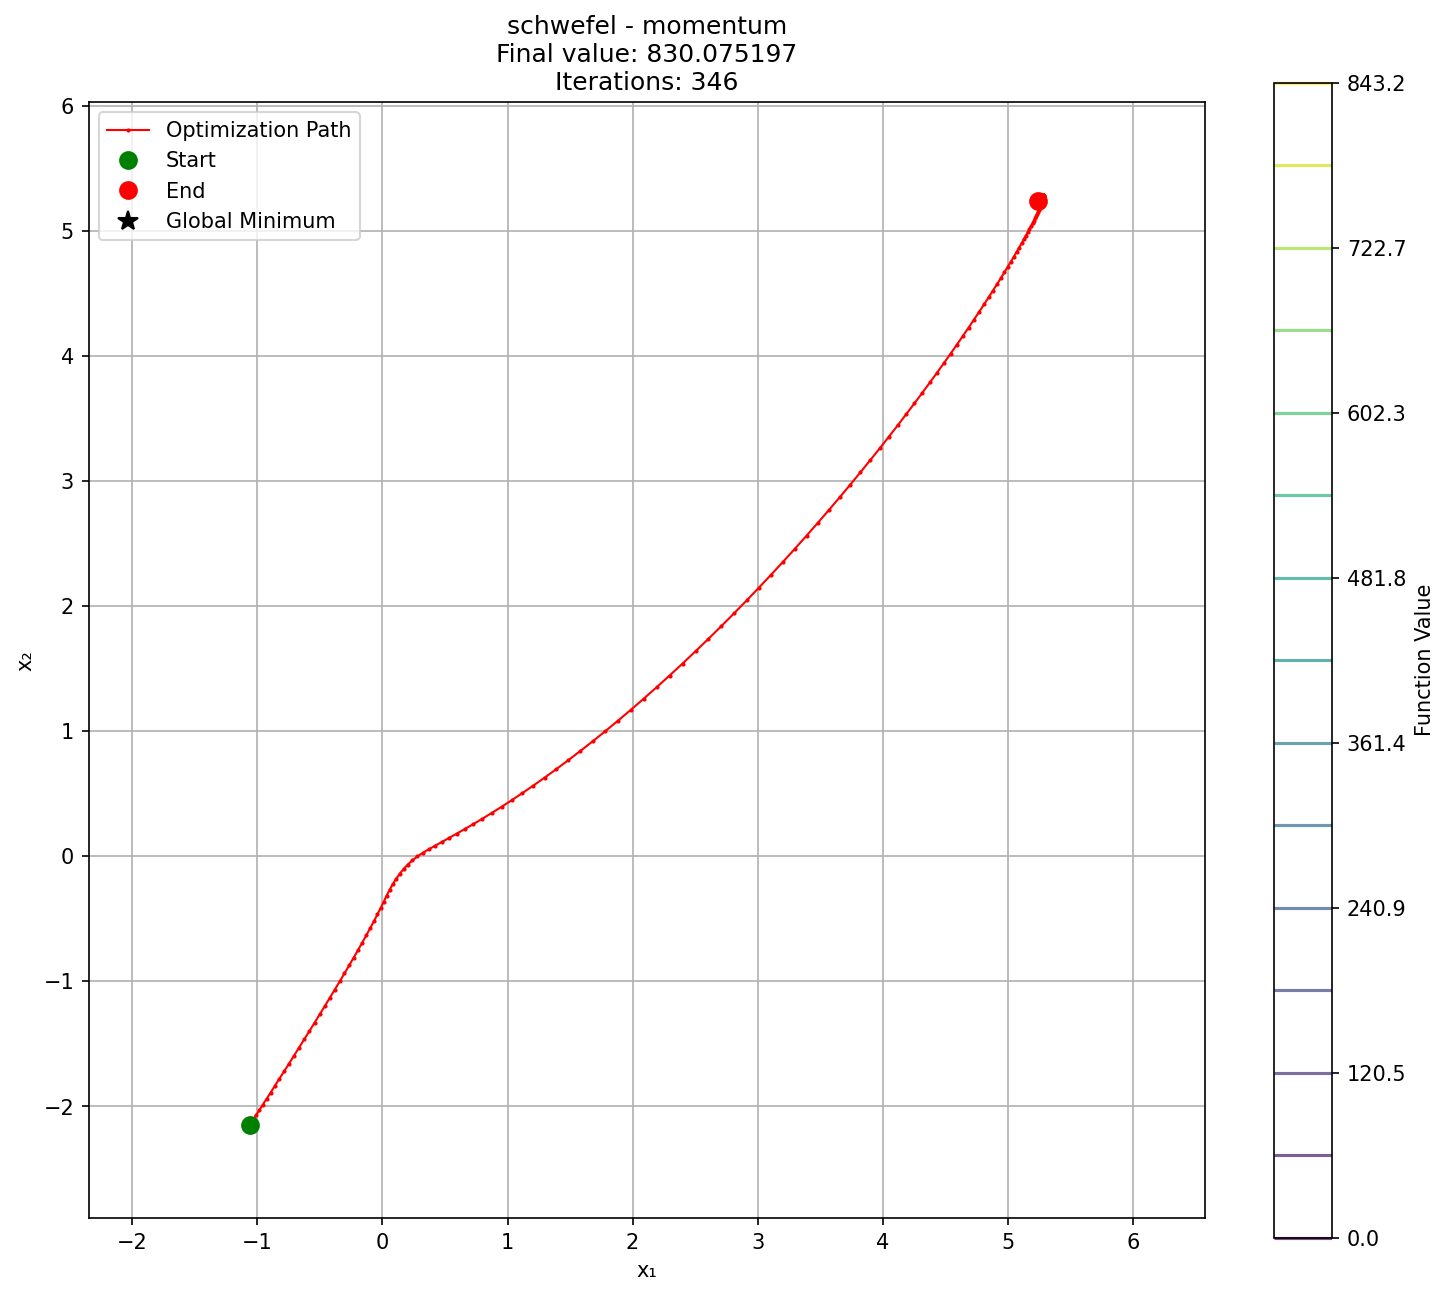 schwefel - momentum
Final value: 830.075197
Iterations: 346
Optimization Path
Start
End
Global Minimum
6
5
4
3
2
1
0
−1
−2
x₂
−2
−1
0
1
2
3
4
5
6
x₁
843.2
722.7
602.3
481.8
361.4
240.9
120.5
0.0
Function Value